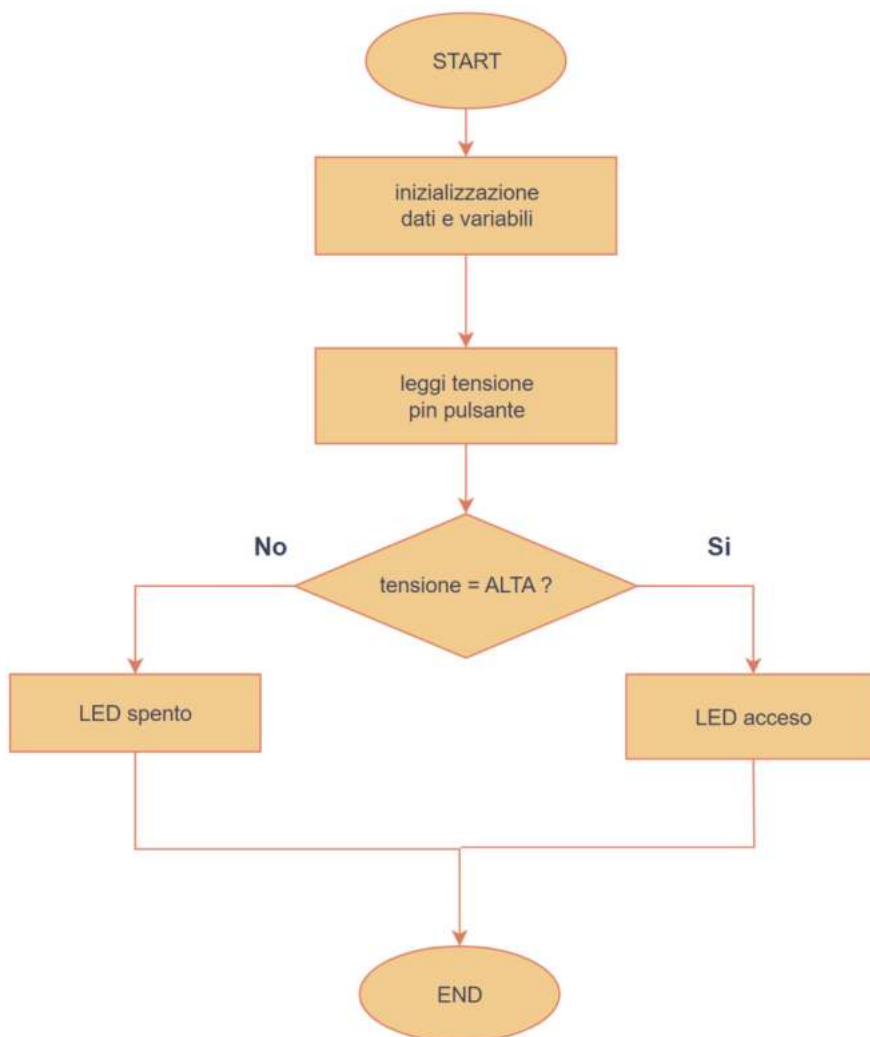 START
inizializzazione
dati e variabili
leggi tensione
pin pulsante
No
Si
tensione = ALTA ?
LED spento
LED acceso
END